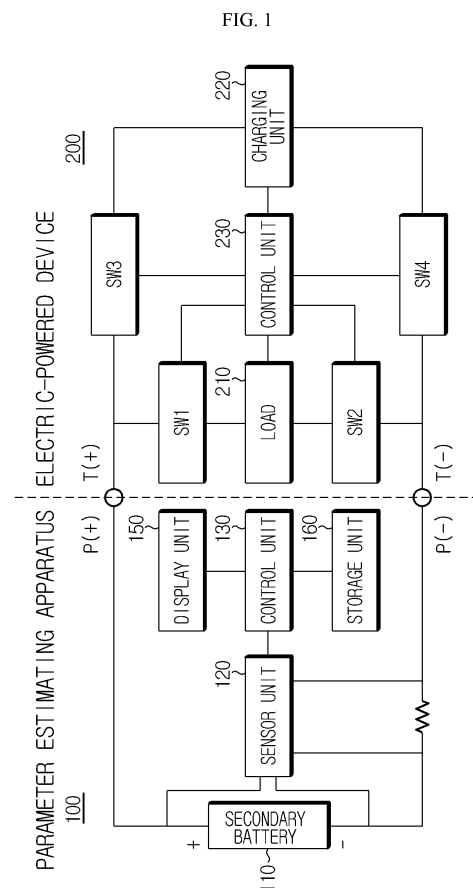 FIG. 1
PARAMETER ESTIMATING APPARATUS
ELECTRIC-POWERED DEVICE
100
200
P(+)
T(+)
SW3
150
DISPLAY UNIT
SW1
220
CHARGING
UNIT
+
SECONDARY
BATTERY
-
110
120
SENSOR UNIT
130
CONTROL UNIT
210
LOAD
230
CONTROL UNIT
160
STORAGE UNIT
SW2
P(-)
T(-)
SW4